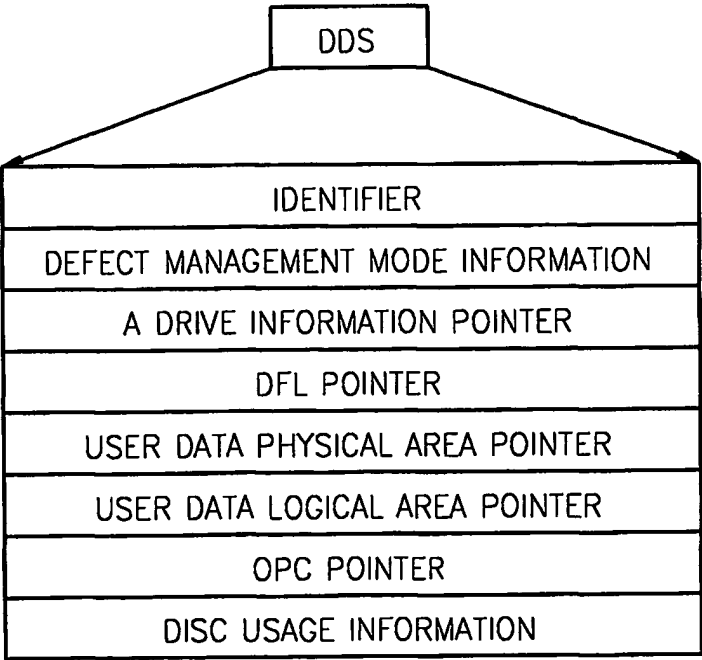 DDS
IDENTIFIER
DEFECT MANAGEMENT MODE INFORMATION
A DRIVE INFORMATION POINTER
DFL POINTER
USER DATA PHYSICAL AREA POINTER
USER DATA LOGICAL AREA POINTER
OPC POINTER
DISC USAGE INFORMATION